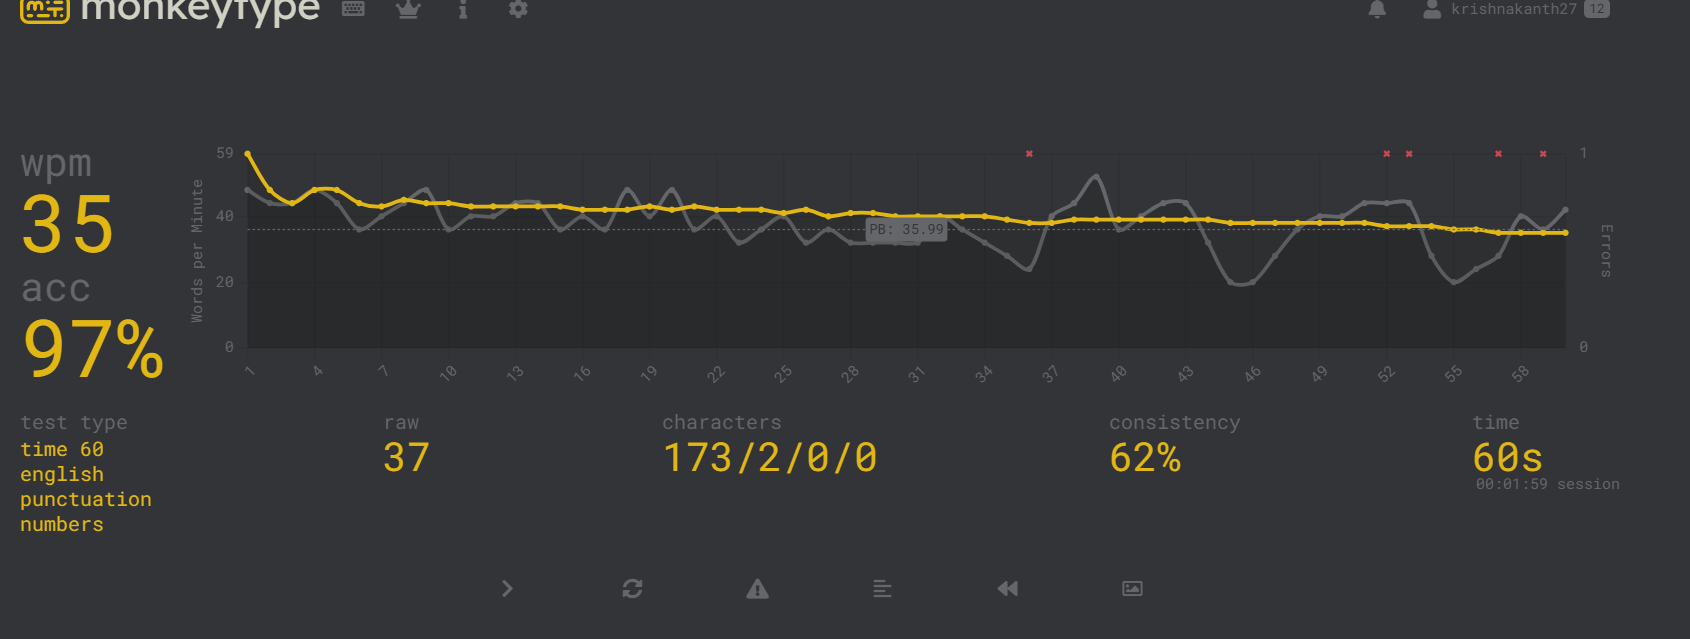 monkeytype
krishnakanth27 12
wpm
35
acc
97%
Words per Minute
59
40
20
0
PB: 35.99
1
0
Errors
1 4 7 10 13 16 19 22 25 28 31 34 37 40 43 46 49 52 55 58
test type
time 60
english
punctuation
numbers
raw
37
characters
173/2/0/0
consistency
62%
time
60s
00:01:59 session